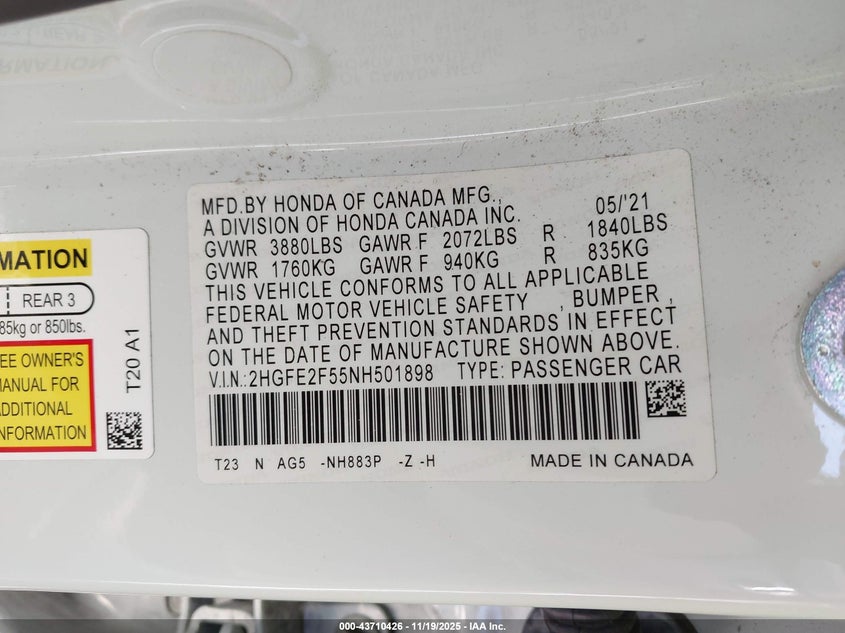 MFD.BY HONDA OF CANADA MFG., 05/'21
A DIVISION OF HONDA CANADA INC.
GVWR 3880LBS GAWR F 2072LBS R 1840LBS
GVWR 1760KG GAWR F 940KG R 835KG
THIS VEHICLE CONFORMS TO ALL APPLICABLE
FEDERAL MOTOR VEHICLE SAFETY , BUMPER ,
AND THEFT PREVENTION STANDARDS IN EFFECT
ON THE DATE OF MANUFACTURE SHOWN ABOVE.
V.I.N.:2HGFE2F55NH501898 TYPE: PASSENGER CAR
T23 N AG5 -NH883P -Z -H MADE IN CANADA
MATION
REAR 3
85kg or 850lbs.
EE OWNER'S
MANUAL FOR
ADDITIONAL
NFORMATION
T20 A1
000-43710426 - 11/19/2025 - IAA Inc.